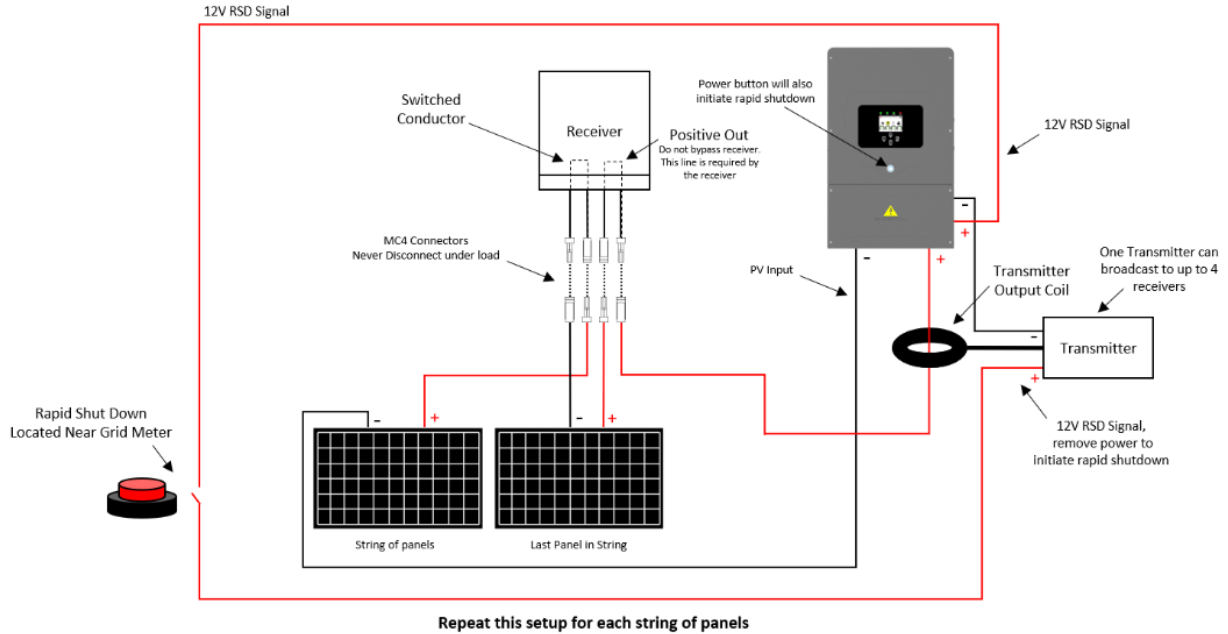 12V RSD Signal
Power button will also
initiate rapid shutdown
Switched
Conductor
Receiver
Positive Out
Do not bypass receiver.
This line is required by
the receiver
12V RSD Signal
-
+
MC4 Connectors
Never Disconnect under load
PV Input
-
+
Transmitter
Output Coil
One Transmitter can
broadcast to up to 4
receivers
-
Transmitter
+
Rapid Shut Down
Located Near Grid Meter
-
+
-
+
12V RSD Signal,
remove power to
initiate rapid shutdown
String of panels
Last Panel in String
Repeat this setup for each string of panels